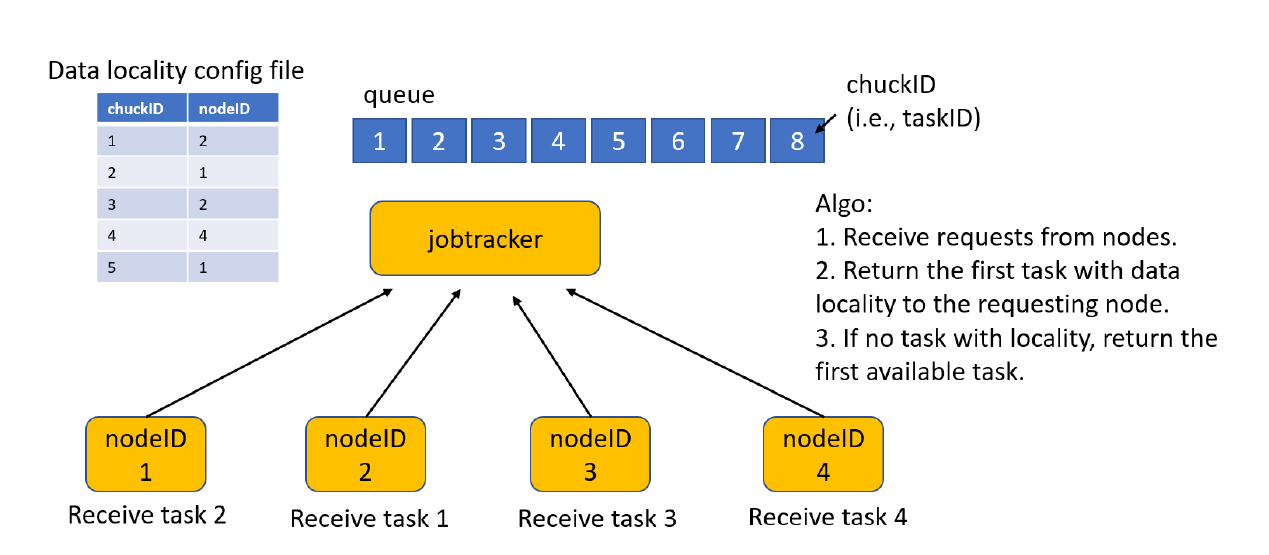 Data locality config file
chuckID nodeID
1 2
2 1
3 2
4 4
5 1
queue
1 2 3 4 5 6 7 8
chuckID
(i.e., taskID)
jobtracker
Algo:
1. Receive requests from nodes.
2. Return the first task with data
locality to the requesting node.
3. If no task with locality, return the
first available task.
nodeID
1
Receive task 2
nodeID
2
Receive task 1
nodeID
3
Receive task 3
nodeID
4
Receive task 4